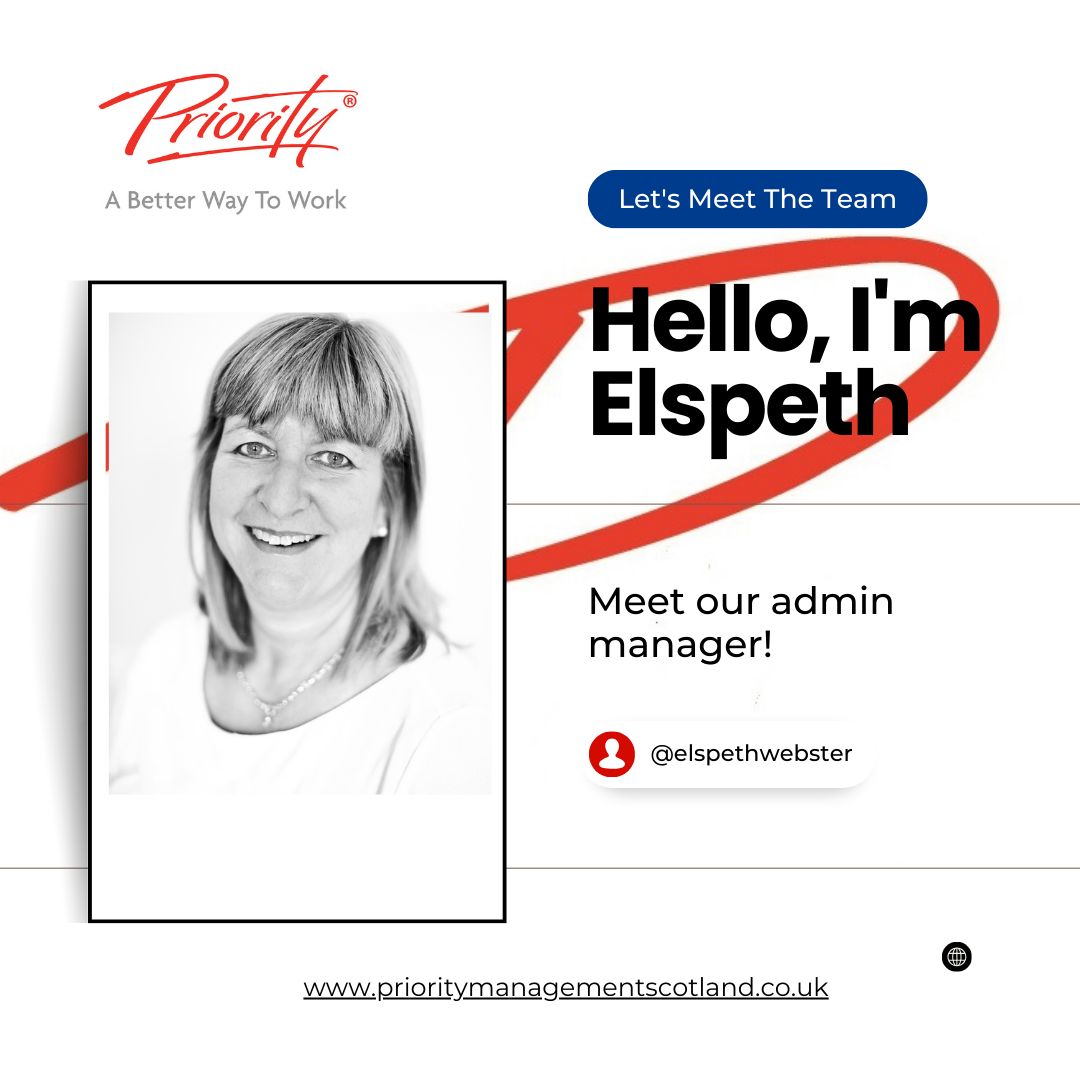 Priority®
A Better Way To Work
Let's Meet The Team
Hello, I'm
Elspeth
Meet our admin
manager!
@elspethwebster
www.prioritymanagementscotland.co.uk